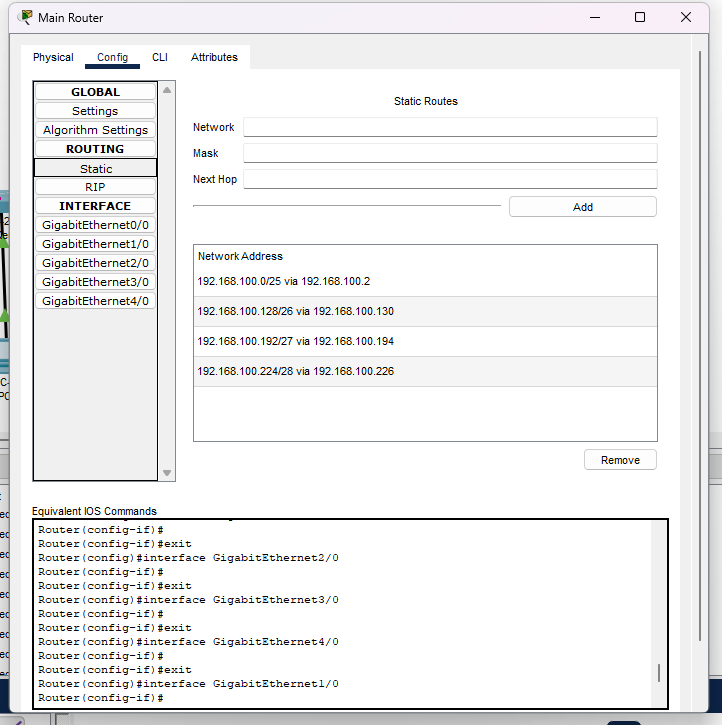 Main Router
Physical Config CLI Attributes
GLOBAL
Settings
Algorithm Settings
ROUTING
Static
RIP
INTERFACE
GigabitEthernet0/0
GigabitEthernet1/0
GigabitEthernet2/0
GigabitEthernet3/0
GigabitEthernet4/0
Static Routes
Network
Mask
Next Hop
Add
Network Address
192.168.100.0/25 via 192.168.100.2
192.168.100.128/26 via 192.168.100.130
192.168.100.192/27 via 192.168.100.194
192.168.100.224/28 via 192.168.100.226
Remove
Equivalent IOS Commands
Router(config-if)#
Router(config-if)#exit
Router(config)#interface GigabitEthernet2/0
Router(config-if)#
Router(config-if)#exit
Router(config)#interface GigabitEthernet3/0
Router(config-if)#
Router(config-if)#exit
Router(config)#interface GigabitEthernet4/0
Router(config-if)#
Router(config-if)#exit
Router(config)#interface GigabitEthernet1/0
Router(config-if)#